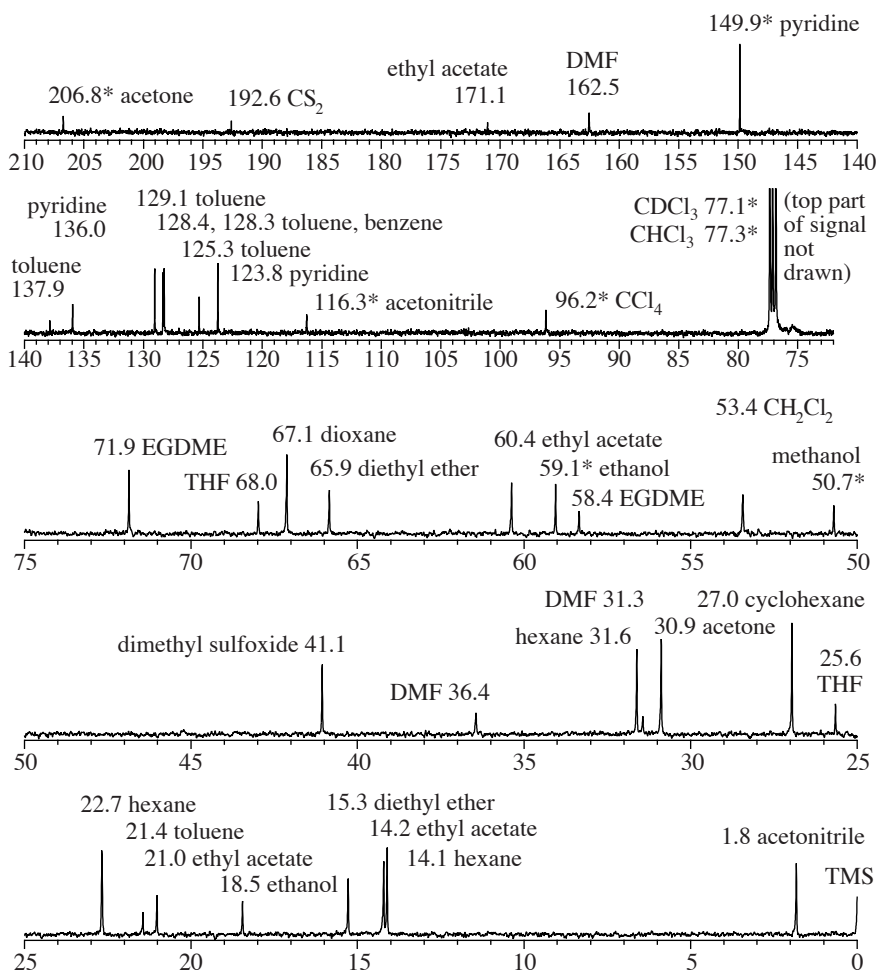 149.9* pyridine
ethyl acetate
171.1
DMF
162.5
206.8* acetone
192.6 CS2
210 205 200 195 190 185 180 175 170 165 160 155 150 145 140
129.1 toluene
pyridine
136.0
128.4, 128.3 toluene, benzene
125.3 toluene
toluene
137.9
123.8 pyridine
116.3* acetonitrile
96.2* CCl4
CDCl3 77.1*
CHCl3 77.3*
(top part
of signal
not
drawn)
140 135 130 125 120 115 110 105 100 95 90 85 80 75
53.4 CH2Cl2
71.9 EGDME
67.1 dioxane
60.4 ethyl acetate
THF 68.0
65.9 diethyl ether
59.1* ethanol
58.4 EGDME
methanol
50.7*
75 70 65 60 55 50
DMF 31.3
27.0 cyclohexane
dimethyl sulfoxide 41.1
hexane 31.6
30.9 acetone
DMF 36.4
25.6
THF
50 45 40 35 30 25
22.7 hexane
21.4 toluene
21.0 ethyl acetate
18.5 ethanol
15.3 diethyl ether
14.2 ethyl acetate
14.1 hexane
1.8 acetonitrile
TMS
25 20 15 10 5 0